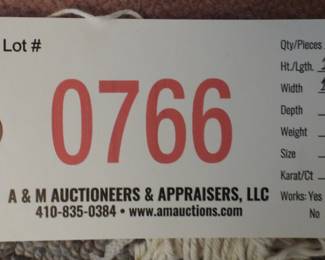 Lot #
0766
A & M AUCTIONEERS & APPRAISERS, LLC
410-835-0384 • www.amauctions.com
Qty/Pieces
Ht./Lgth.
Width
Depth
Weight
Size
Karat/Ct
Works: Yes
No